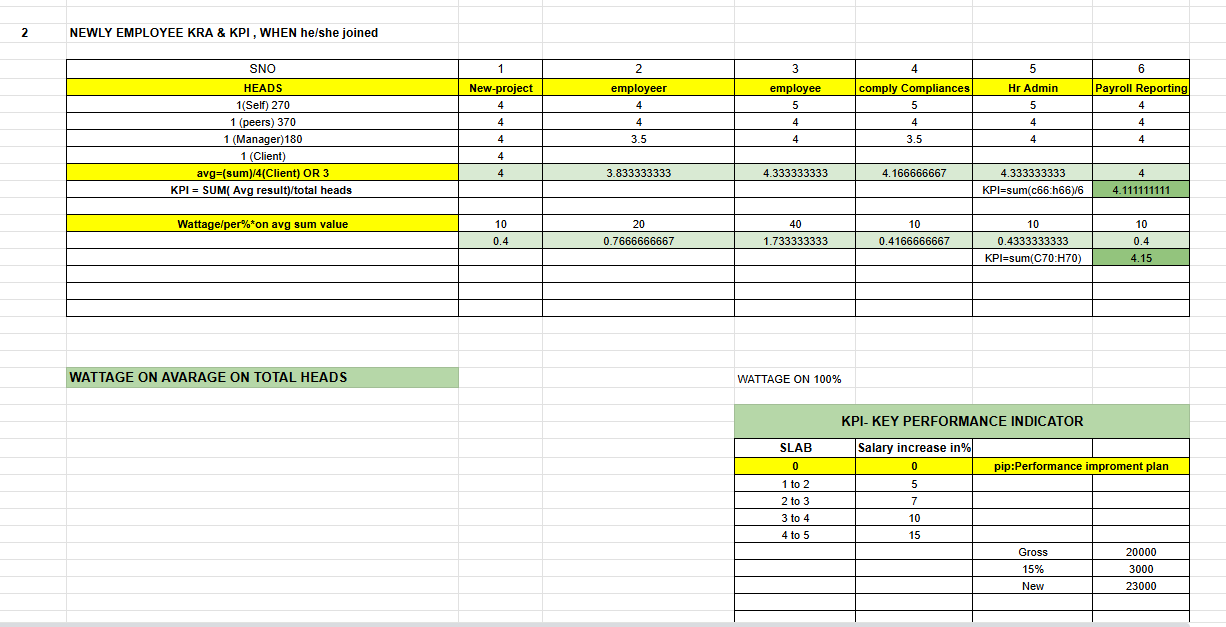 2 NEWLY EMPLOYEE KRA & KPI , WHEN he/she joined
SNO 1 2 3 4 5 6
HEADS New-project employeer employee comply Compliances Hr Admin Payroll Reporting
1(Self) 270 4 4 5 5 5 4
1 (peers) 370 4 4 4 4 4 4
1 (Manager)180 4 3.5 4 3.5 4 4
1 (Client) 4
avg=(sum)/4(Client) OR 3 4 3.833333333 4.333333333 4.166666667 4.333333333 4
KPI = SUM( Avg result)/total heads KPI=sum(c66:h66)/6 4.111111111
Wattage/per%*on avg sum value 10 20 40 10 10 10
0.4 0.7666666667 1.733333333 0.4166666667 0.4333333333 0.4
KPI=sum(C70:H70) 4.15
WATTAGE ON AVARAGE ON TOTAL HEADS WATTAGE ON 100%
KPI- KEY PERFORMANCE INDICATOR
SLAB Salary increase in%
0 0 pip:Performance improment plan
1 to 2 5
2 to 3 7
3 to 4 10
4 to 5 15
Gross 20000
15% 3000
New 23000